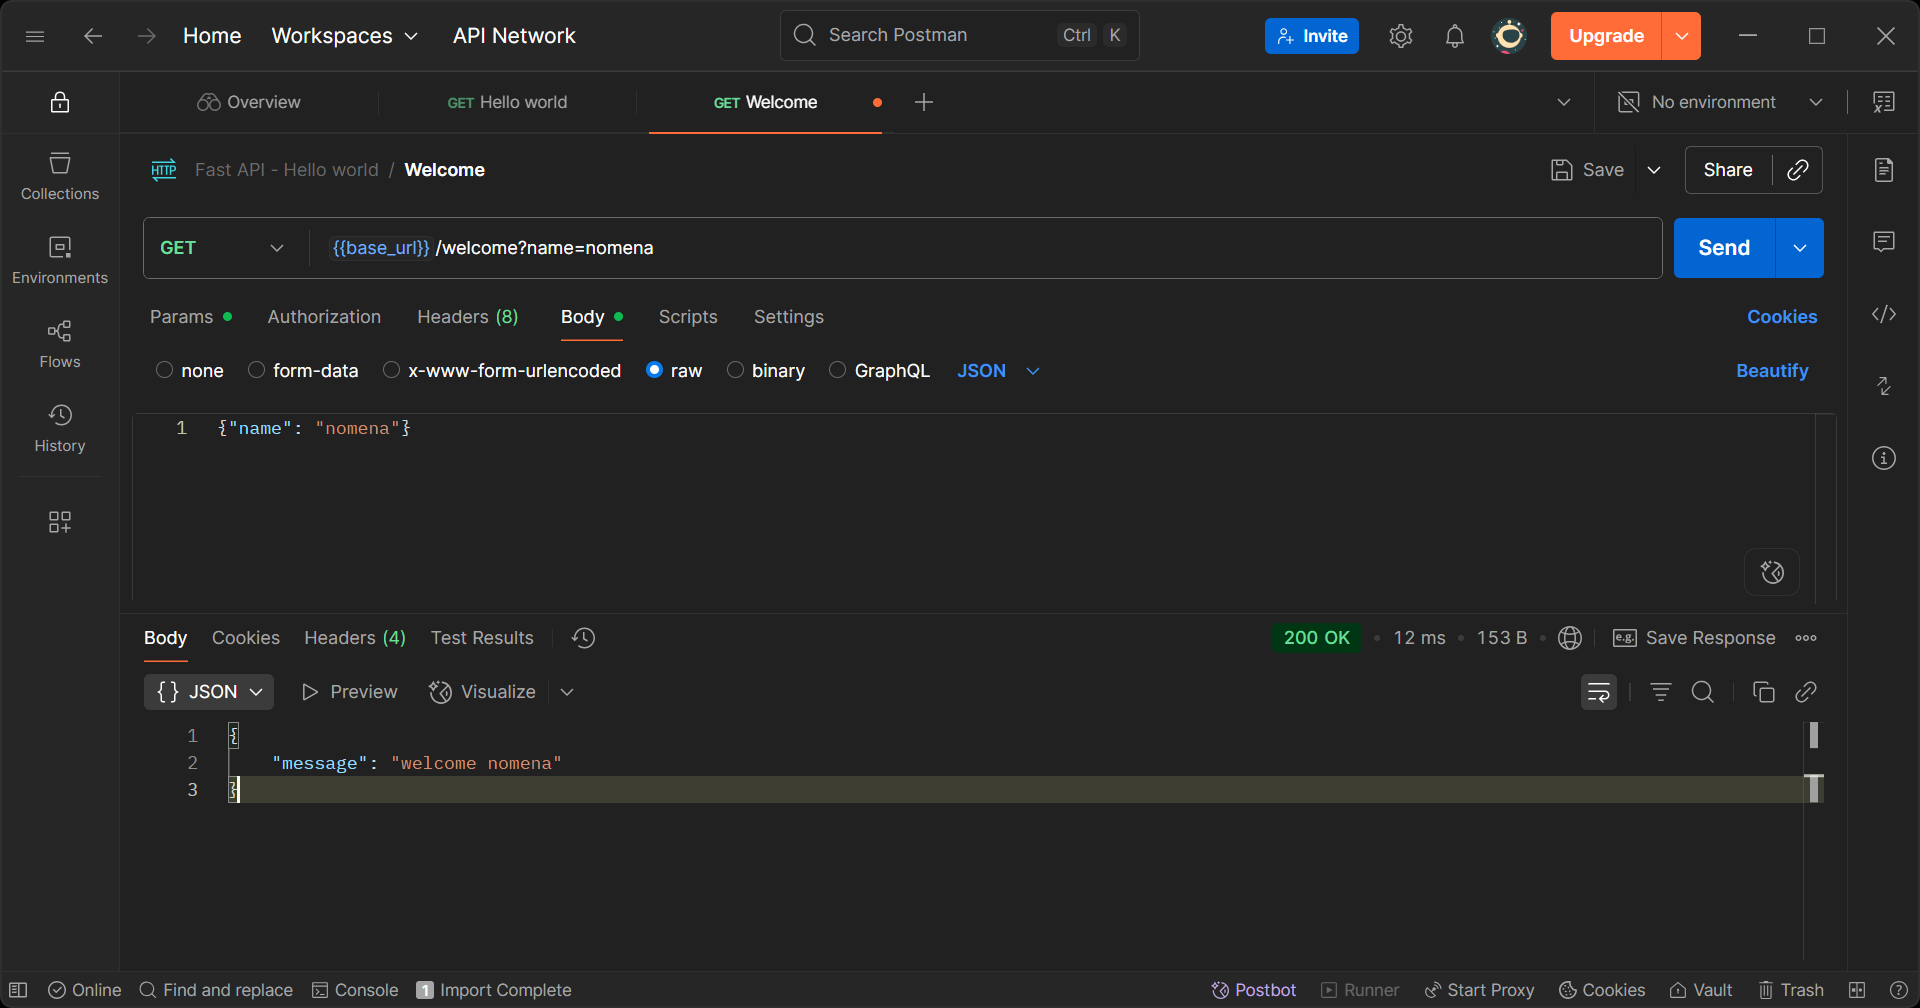 Home Workspaces API Network Search Postman Ctrl K Invite Upgrade
Overview GET Hello world GET Welcome No environment
HTTP Fast API - Hello world / Welcome Save Share
Collections
GET {{base_url}} /welcome?name=nomena Send
Environments
Params Authorization Headers (8) Body Scripts Settings Cookies
Flows
none form-data x-www-form-urlencoded raw binary GraphQL JSON Beautify
History
1 {"name": "nomena"}
Body Cookies Headers (4) Test Results 200 OK • 12 ms • 153 B • e.g. Save Response
{} JSON Preview Visualize
1 {
2 "message": "welcome nomena"
3 }
Online Find and replace Console 1 Import Complete Postbot Runner Start Proxy Cookies Vault Trash